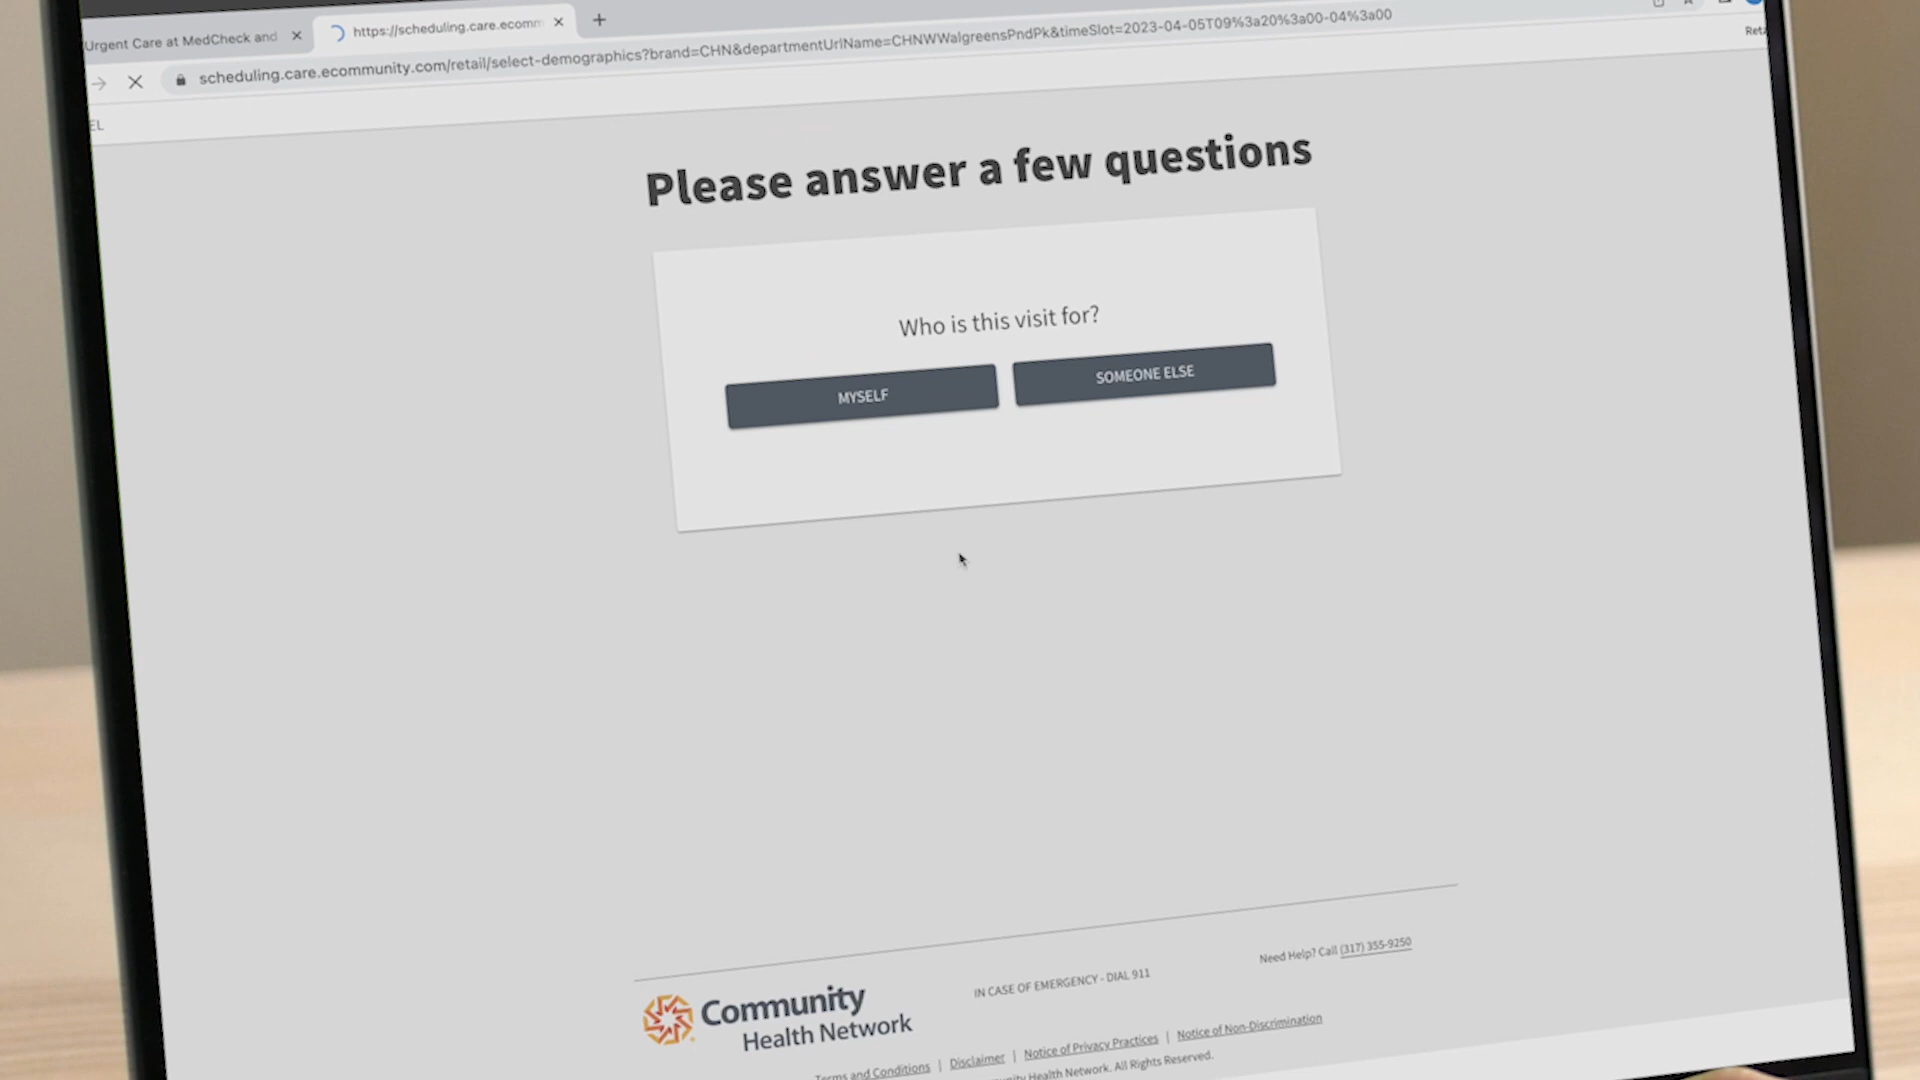 Urgent Care at MedCheck and
https://scheduling.care.ecomm
scheduling.care.ecommunity.com/retail/select-demographics?brand=CHN&departmentUrlName=CHNWWalgreensPndPk&timeSlot=2023-04-05T09%3a20%3a00-04%3a00
EL
Please answer a few questions
Who is this visit for?
MYSELF
SOMEONE ELSE
Community
Health Network
IN CASE OF EMERGENCY - DIAL 911
Need Help? Call (317) 355-9250
Terms and Conditions | Disclaimer | Notice of Privacy Practices | Notice of Non-Discrimination
Health Network. All Rights Reserved.